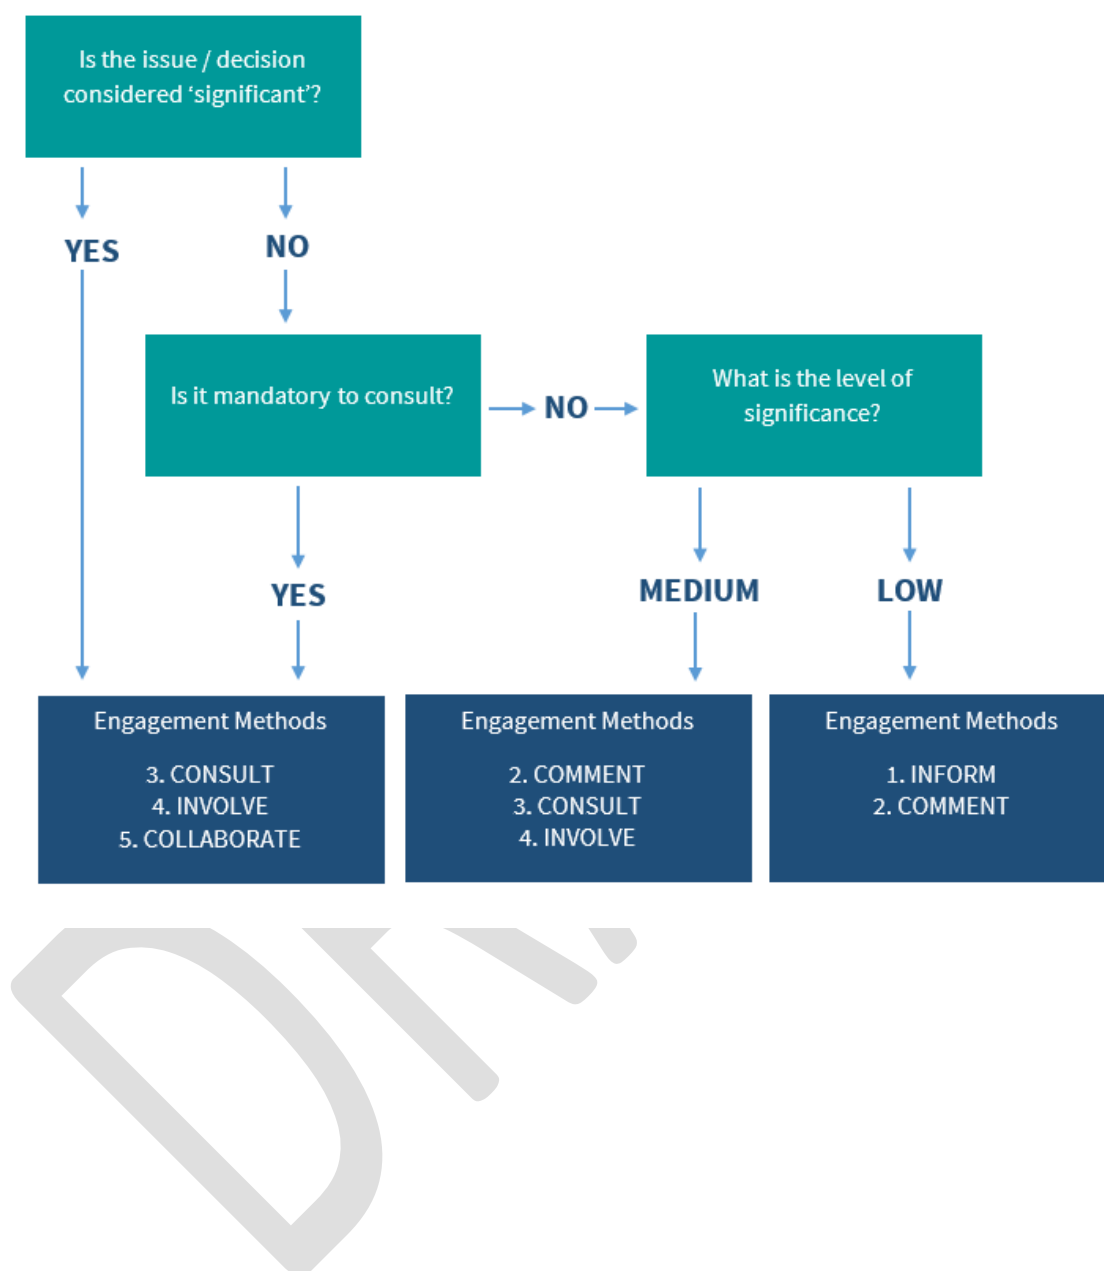 Is the issue / decision
considered ‘significant’?
YES
NO
Is it mandatory to consult?
NO
What is the level of
significance?
YES
MEDIUM
LOW
Engagement Methods
3. CONSULT
4. INVOLVE
5. COLLABORATE
Engagement Methods
2. COMMENT
3. CONSULT
4. INVOLVE
Engagement Methods
1. INFORM
2. COMMENT